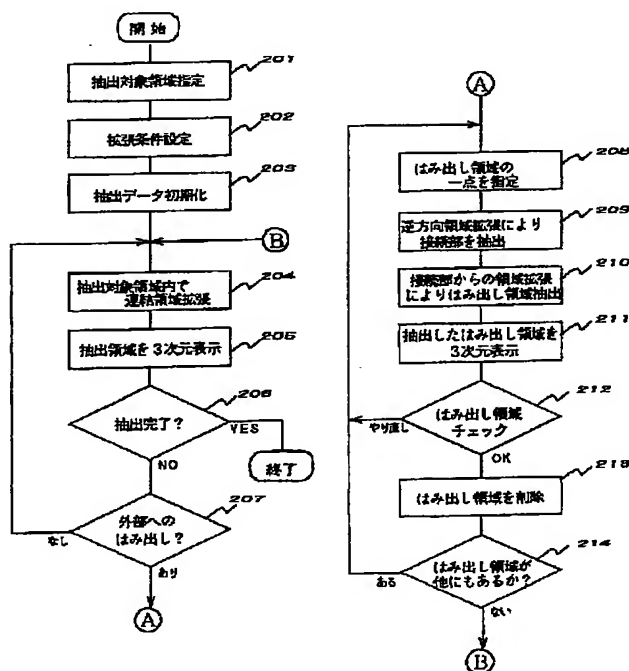 開始
201
抽出対象領域指定
202
拡張条件設定
203
抽出データ初期化
B
204
抽出対象領域内で
連結領域拡張
205
抽出領域を3次元表示
206
抽出完了?
YES
NO
終了
207
外部への
はみ出し?
なし
あり
A
A
208
はみ出し領域の
一点を指定
209
逆方向領域拡張により
接続部を抽出
210
接続部からの領域拡張
によりはみ出し領域抽出
211
抽出したはみ出し領域を
3次元表示
212
はみ出し領域
チェック
やり直し
OK
213
はみ出し領域を削除
214
はみ出し領域が
他にもあるか?
ある
ない
B